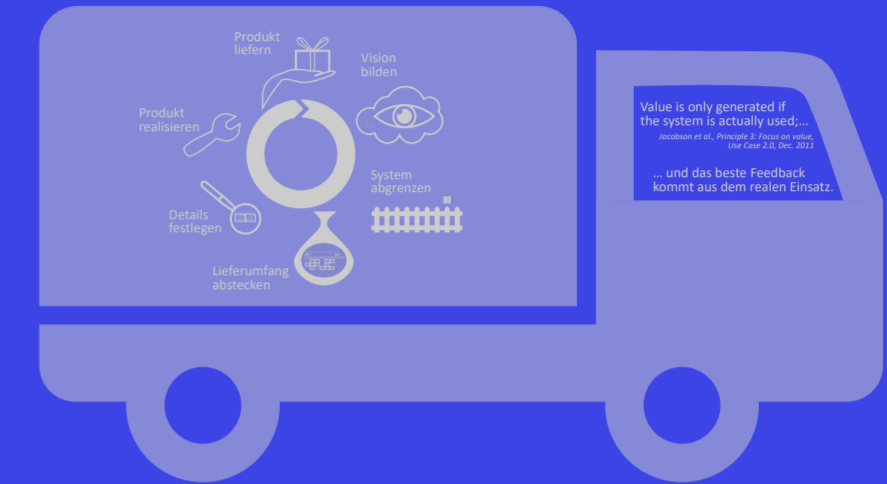 Produkt
liefern
Vision
bilden
Produkt
realisieren
System
abgrenzen
Details
festlegen
Lieferumfang
abstecken
Value is only generated if
the system is actually used;...
Jacobson et al., Principle 3: Focus on value,
Use Case 2.0, Dec. 2011
... und das beste Feedback
kommt aus dem realen Einsatz.